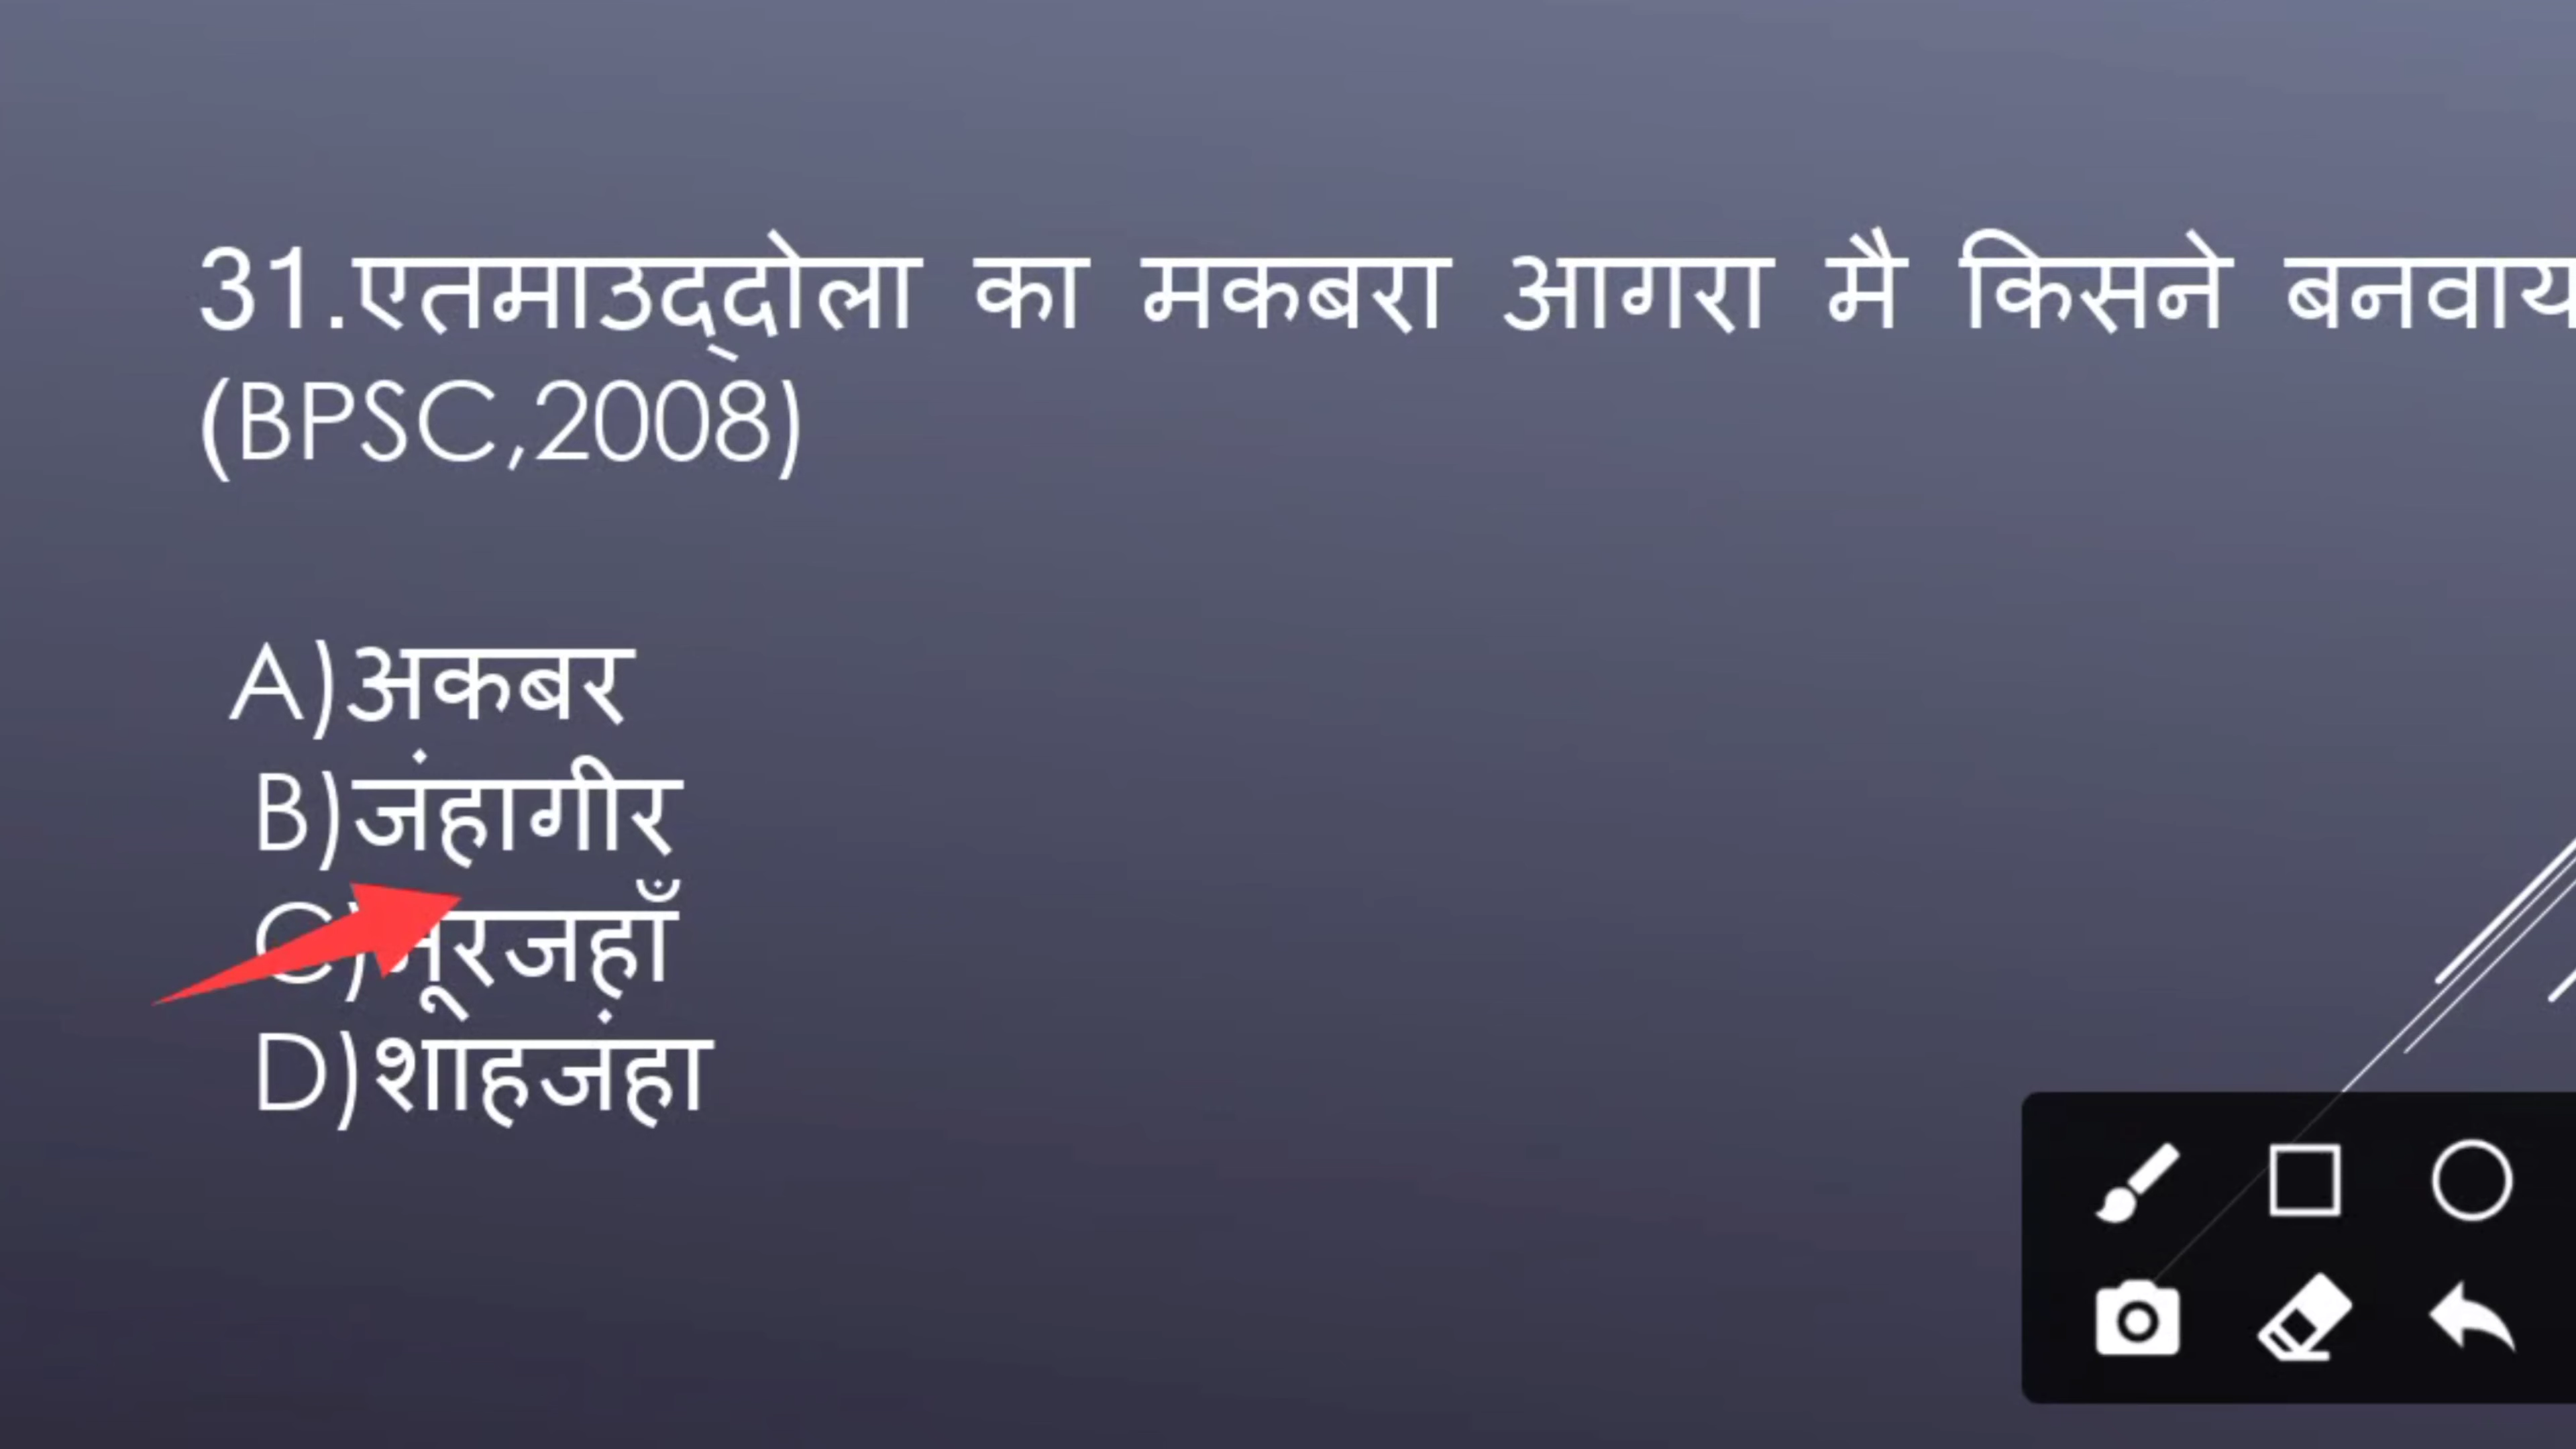 31.एतमाउद्दोला का मकबरा आगरा मै किसने बनवाय
(BPSC,2008)
A)अकबर
B)जंहागीर
C)नूरजहाँ
D)शाहजंहा